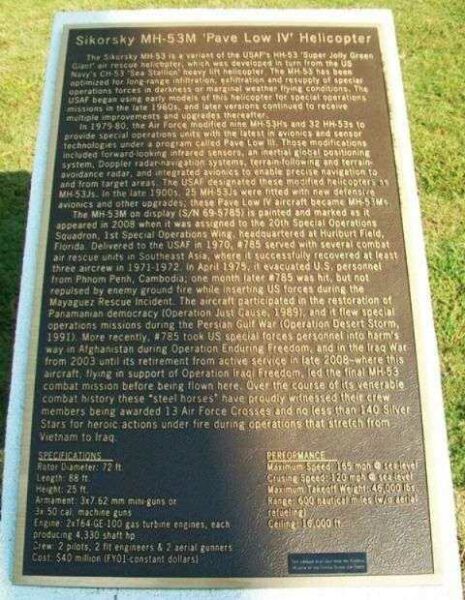 Sikorsky MH-53M 'Pave Low IV' Helicopter
The Sikorsky MH-53 is a variant of the USAF's HH-53 'Super Jolly Green
Giant' air rescue helicopter, which was developed in turn from the US
Navy's CH-53 'Sea Stallion' heavy lift helicopter. The MH-53 has been
optimized for long-range infiltration, exfiltration and resupply of special
operations forces in darkness or marginal weather flying conditions. The
USAF began using early models of this helicopter for special operations
missions in the late 1960s, and later versions continued to receive
multiple improvements and upgrades thereafter.
In 1979-80, the Air Force modified nine MH-53Hs and 32 HH-53s to
provide special operations units with the latest in avionics and sensor
technologies under a program called Pave Low III. Those modifications
included forward-looking infrared sensors, an inertial global positioning
system, Doppler radar-navigation systems, terrain-following and terrain-
avoidance radar, and integrated avionics to enable precise navigation to
and from target areas. The USAF designated these modified helicopters as
MH-53Js. In the late 1900s, 25 MH-53Js were fitted with new defensive
avionics and other upgrades; these Pave Low IV aircraft became MH-53Ms.
The MH-53M on display (S/N 69-5785) is painted and marked as it
appeared in 2008 when it was assigned to the 20th Special Operations
Squadron, 1st Special Operations Wing, headquartered at Hurlburt Field,
Florida. Delivered to the USAF in 1970, #785 served with several combat
air rescue units in Southeast Asia, where it successfully recovered at least
three aircrew in 1971-1972. In April 1975, it evacuated U.S. personnel
from Phnom Penh, Cambodia; one month later #785 was hit, but not
repulsed by enemy ground fire while inserting US forces during the
Mayaguez Rescue Incident. The aircraft participated in the restoration of
Panamanian democracy (Operation Just Cause, 1989), and it flew special
operations missions during the Persian Gulf War (Operation Desert Storm,
1991). More recently, #785 took US special forces personnel into harm's
way in Afghanistan during Operation Enduring Freedom, and in the Iraq War
from 2003 until its retirement from active service in late 2008—where this
aircraft, flying in support of Operation Iraqi Freedom, led the final MH-53
combat mission before being flown here. Over the course of its venerable
combat history these "steel horses" have proudly witnessed their crew
members being awarded 13 Air Force Crosses and no less than 140 Silver
Stars for heroic actions under fire during operations that stretch from
Vietnam to Iraq.
SPECIFICATIONS
Rotor Diameter: 72 ft.
Length: 88 ft.
Height: 25 ft.
Armament: 3x7.62 mm mini-guns or
3x 50 cal. machine guns
Engine: 2xT64-GE-100 gas turbine engines, each
producing 4,330 shaft hp
Crew: 2 pilots, 2 flt engineers & 2 aerial gunners
Cost: $40 million (FY01-constant dollars)
PERFORMANCE
Maximum Speed: 165 mph @ sea level
Crusing Speed: 120 mph @ sea level
Maximum Takeoff Weight: 46,000 lbs.
Range: 600 nautical miles (w/o aerial
refueling)
Ceiling: 16,000 ft.